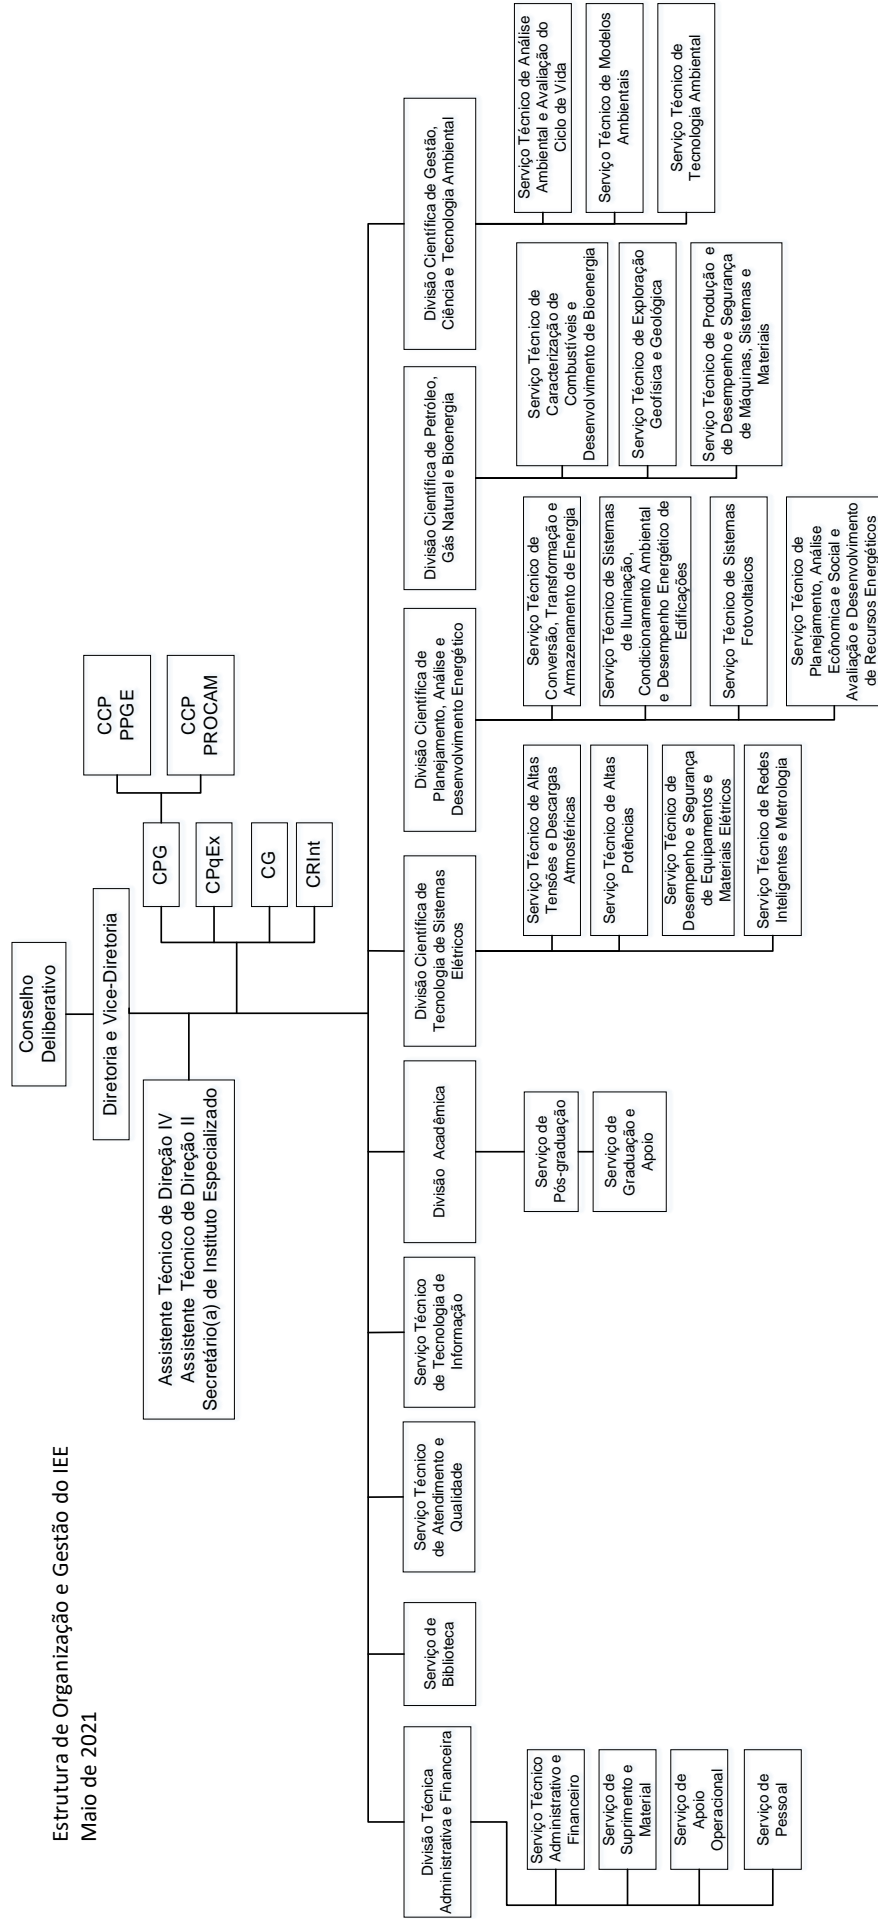 Estrutura de Organização e Gestão do IEE
Maio de 2021
Conselho
Deliberativo
Diretoria e Vice-Diretoria
Assistente Técnico de Direção IV
Assistente Técnico de Direção II
Secretário(a) de Instituto Especializado
CPG
CPqEx
CG
CRInt
CCP
PPGE
CCP
PROCAM
Divisão Técnica
Administrativa e Financeira
Serviço Técnico
Administrativo e
Financeiro
Serviço de
Suprimento e
Material
Serviço de
Apoio
Operacional
Serviço de
Pessoal
Serviço de
Biblioteca
Serviço Técnico
de Atendimento e
Qualidade
Serviço Técnico
de Tecnologia de
Informação
Divisão Acadêmica
Serviço de
Pós-graduação
Serviço de
Graduação e
Apoio
Divisão Científica de
Tecnologia de Sistemas
Elétricos
Serviço Técnico de Altas
Tensões e Descargas
Atmosféricas
Serviço Técnico de Altas
Potências
Serviço Técnico de
Desempenho e Segurança
de Equipamentos e
Materiais Elétricos
Serviço Técnico de Redes
Inteligentes e Metrologia
Divisão Científica de
Planejamento, Análise e
Desenvolvimento Energético
Serviço Técnico de
Conversão, Transformação e
Armazenamento de Energia
Serviço Técnico de Sistemas
de Iluminação,
Condicionamento Ambiental
e Desempenho Energético de
Edificações
Serviço Técnico de Sistemas
Fotovoltaicos
Serviço Técnico de
Planejamento, Análise
Ecônomica e Social e
Avaliação e Desenvolvimento
de Recursos Energéticos
Divisão Científica de Petróleo,
Gás Natural e Bioenergia
Serviço Técnico de
Caracterização de
Combustíveis e
Desenvolvimento de Bioenergia
Serviço Técnico de Exploração
Geofísica e Geológica
Serviço Técnico de Produção e
de Desempenho e Segurança
de Máquinas, Sistemas e
Materiais
Divisão Científica de Gestão,
Ciência e Tecnologia Ambiental
Serviço Técnico de Análise
Ambiental e Avaliação do
Ciclo de Vida
Serviço Técnico de Modelos
Ambientais
Serviço Técnico de
Tecnologia Ambiental